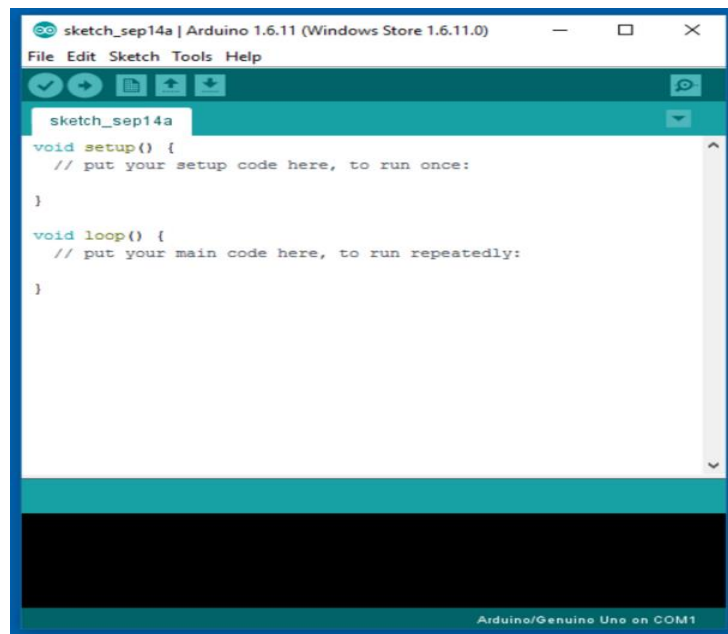 sketch_sep14a | Arduino 1.6.11 (Windows Store 1.6.11.0)
File Edit Sketch Tools Help
sketch_sep14a
void setup() {
  // put your setup code here, to run once:
}
void loop() {
  // put your main code here, to run repeatedly:
}
Arduino/Genuino Uno on COM1